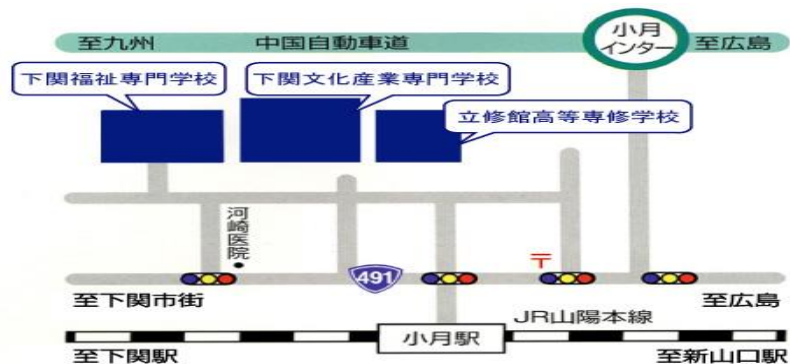 小月
インター
至九州
中国自動車道
至広島
下関福祉専門学校
下関文化産業専門学校
立修館高等専修学校
河崎医院
〒
491
至下関市街
至広島
JR山陽本線
小月駅
至下関駅
至新山口駅